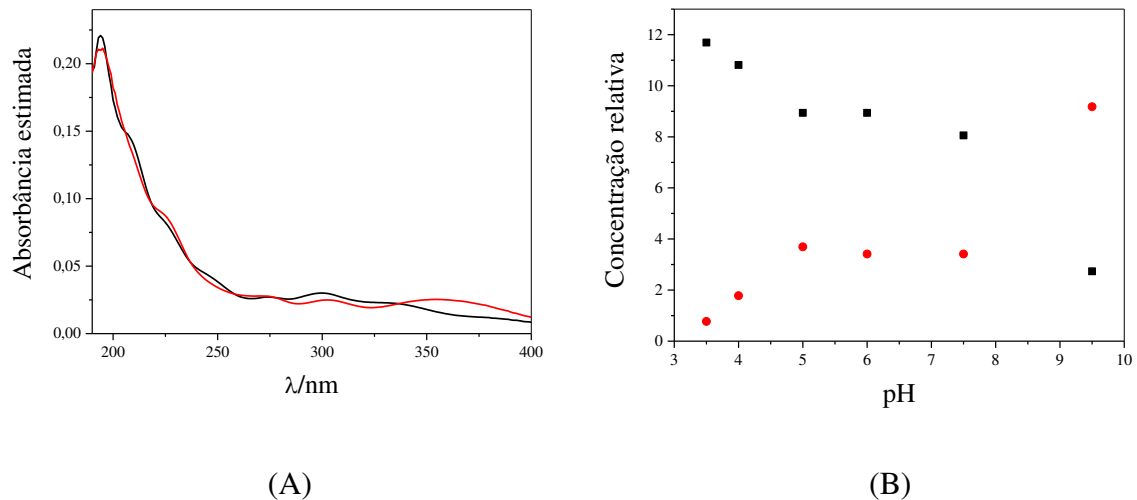 Absorbância estimada
0,20
0,15
0,10
0,05
0,00
200 250 300 350 400
λ/nm
(A)
Concentração relativa
12
10
8
6
4
2
0
3 4 5 6 7 8 9 10
pH
(B)